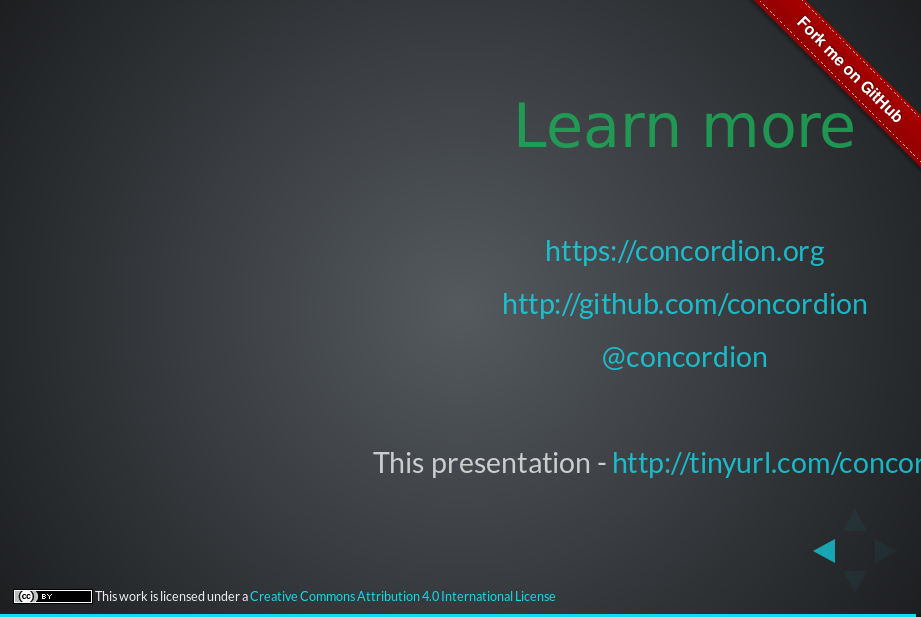 Fork me on GitHub
Learn more
https://concordion.org
http://github.com/concordion
@concordion
This presentation - http://tinyurl.com/concor
cc BY This work is licensed under a Creative Commons Attribution 4.0 International License